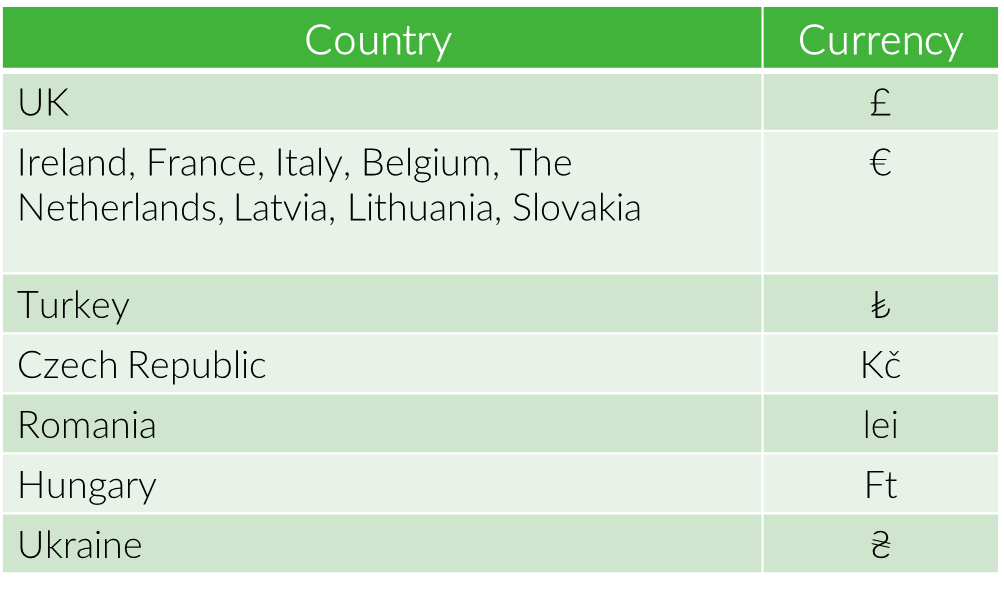 Country Currency
UK £
Ireland, France, Italy, Belgium, The €
Netherlands, Latvia, Lithuania, Slovakia
Turkey ₺
Czech Republic Kč
Romania lei
Hungary Ft
Ukraine ₴